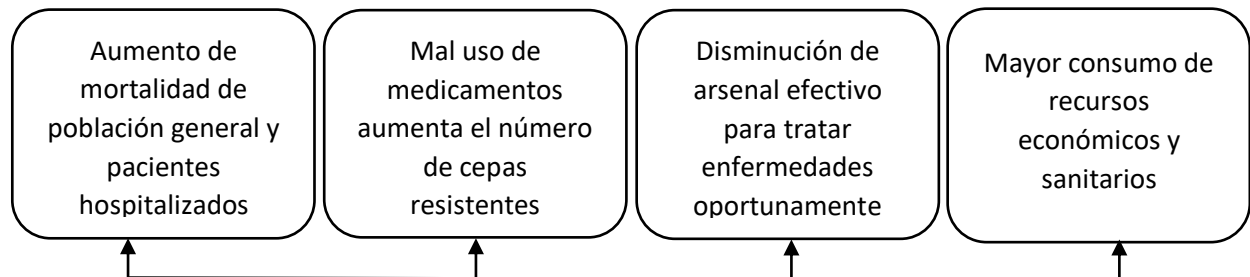 Aumento de
mortalidad de
población general y
pacientes
hospitalizados
Mal uso de
medicamentos
aumenta el número
de cepas
resistentes
Disminución de
arsenal efectivo
para tratar
enfermedades
oportunamente
Mayor consumo de
recursos
económicos y
sanitarios